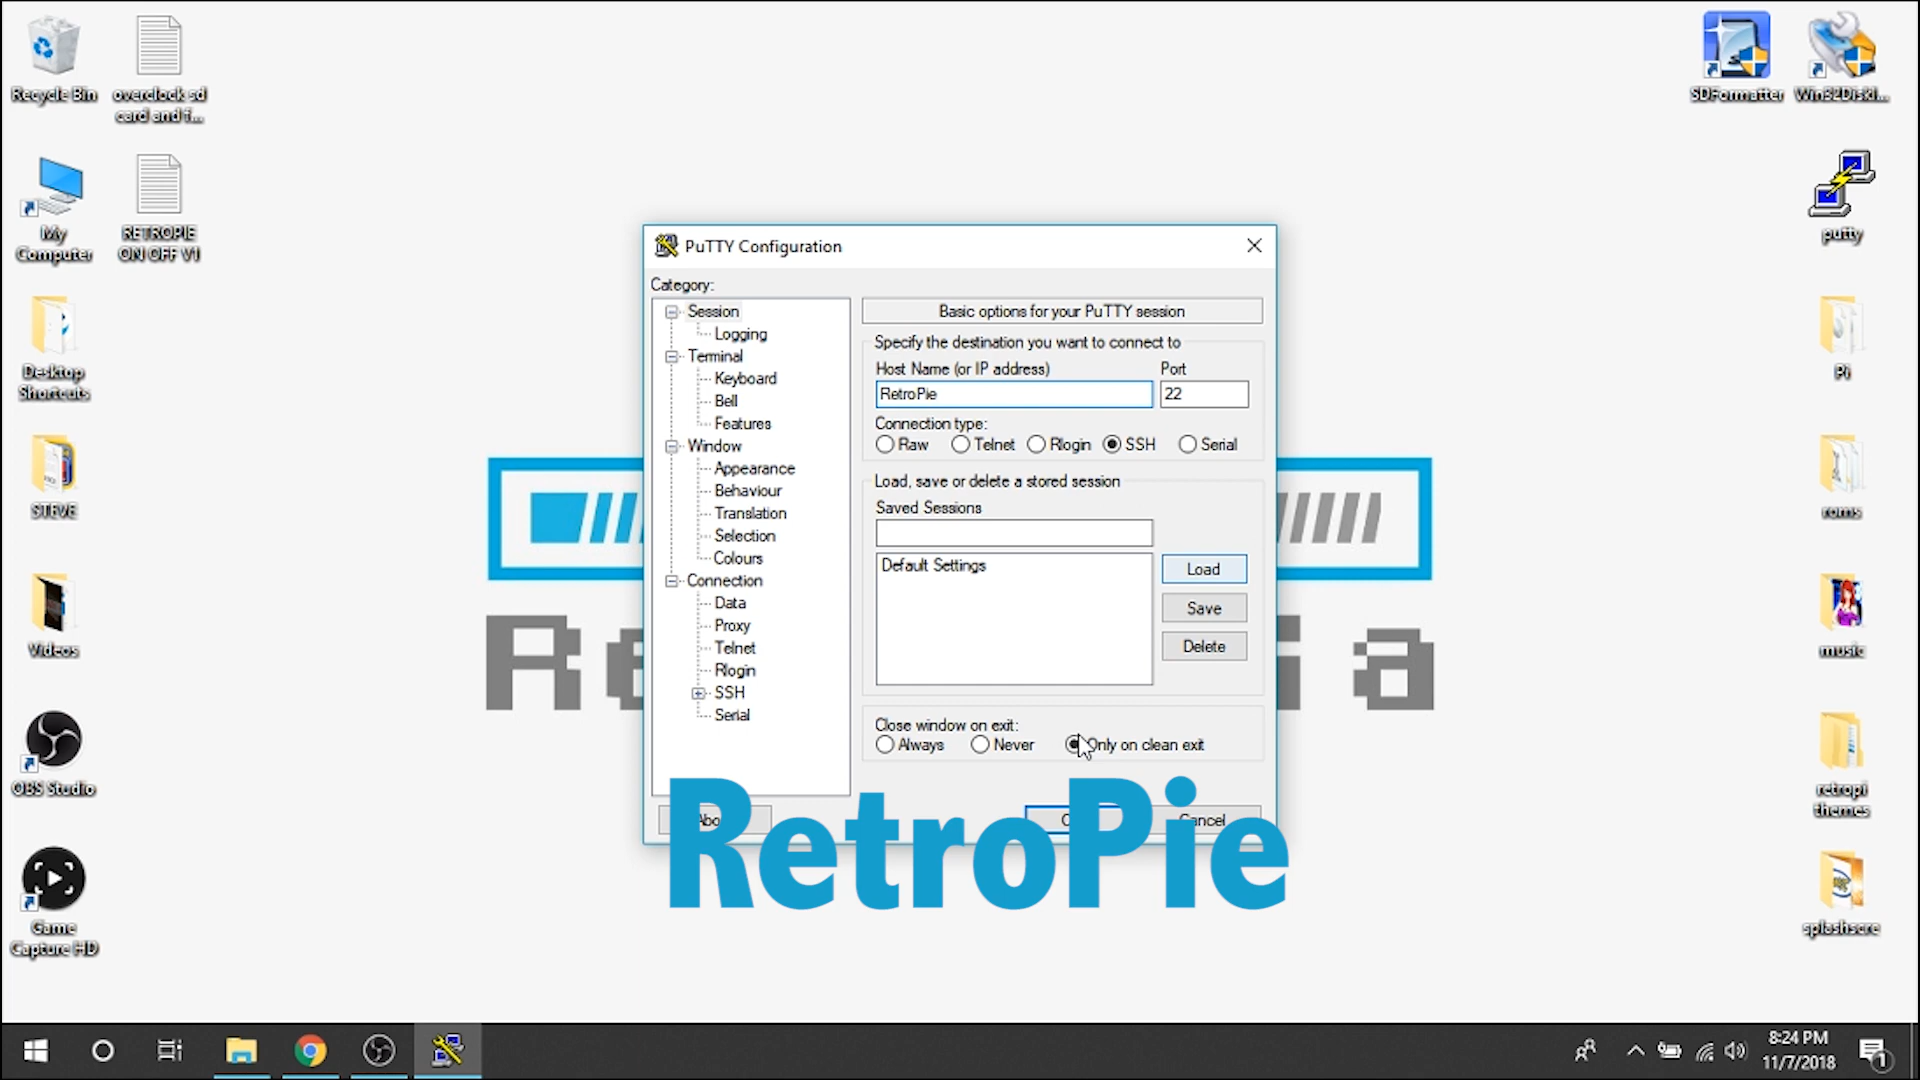 Recycle Bin
overclock sd
card and f...
My
Computer
RETROPIE
ON OFF V1
Desktop
Shortcuts
STEVE
Videos
OBS Studio
Game
Capture HD
SDFormatter
Win32DiskI...
putty
Pi
roms
music
retropi
themes
splashscre
PuTTY Configuration
Category:
Session
Logging
Terminal
Keyboard
Bell
Features
Window
Appearance
Behaviour
Translation
Selection
Colours
Connection
Data
Proxy
Telnet
Rlogin
SSH
Serial
Basic options for your PuTTY session
Specify the destination you want to connect to
Host Name (or IP address) Port
RetroPie 22
Connection type:
Raw Telnet Rlogin SSH Serial
Load, save or delete a stored session
Saved Sessions
Default Settings
Load
Save
Delete
Close window on exit:
Always Never Only on clean exit
Cancel
RetroPie
8:24 PM
11/7/2018
1